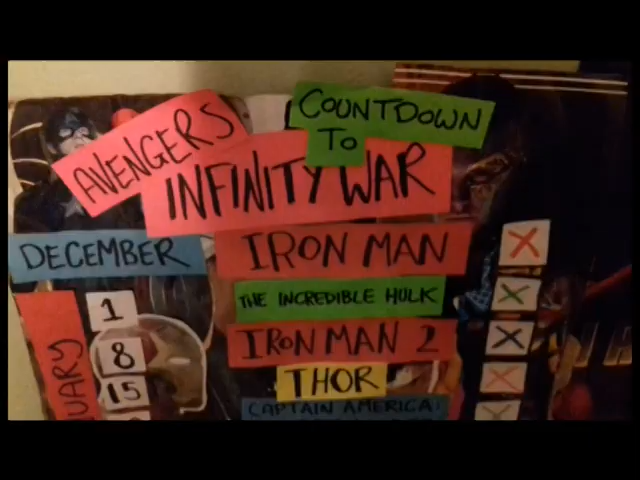 COUNTDOWN
TO
AVENGERS
INFINITY WAR
DECEMBER
IRON MAN
X
1
THE INCREDIBLE HULK
X
8
IRON MAN 2
X
15
THOR
X
UARY
CAPTAIN AMERICA:
X